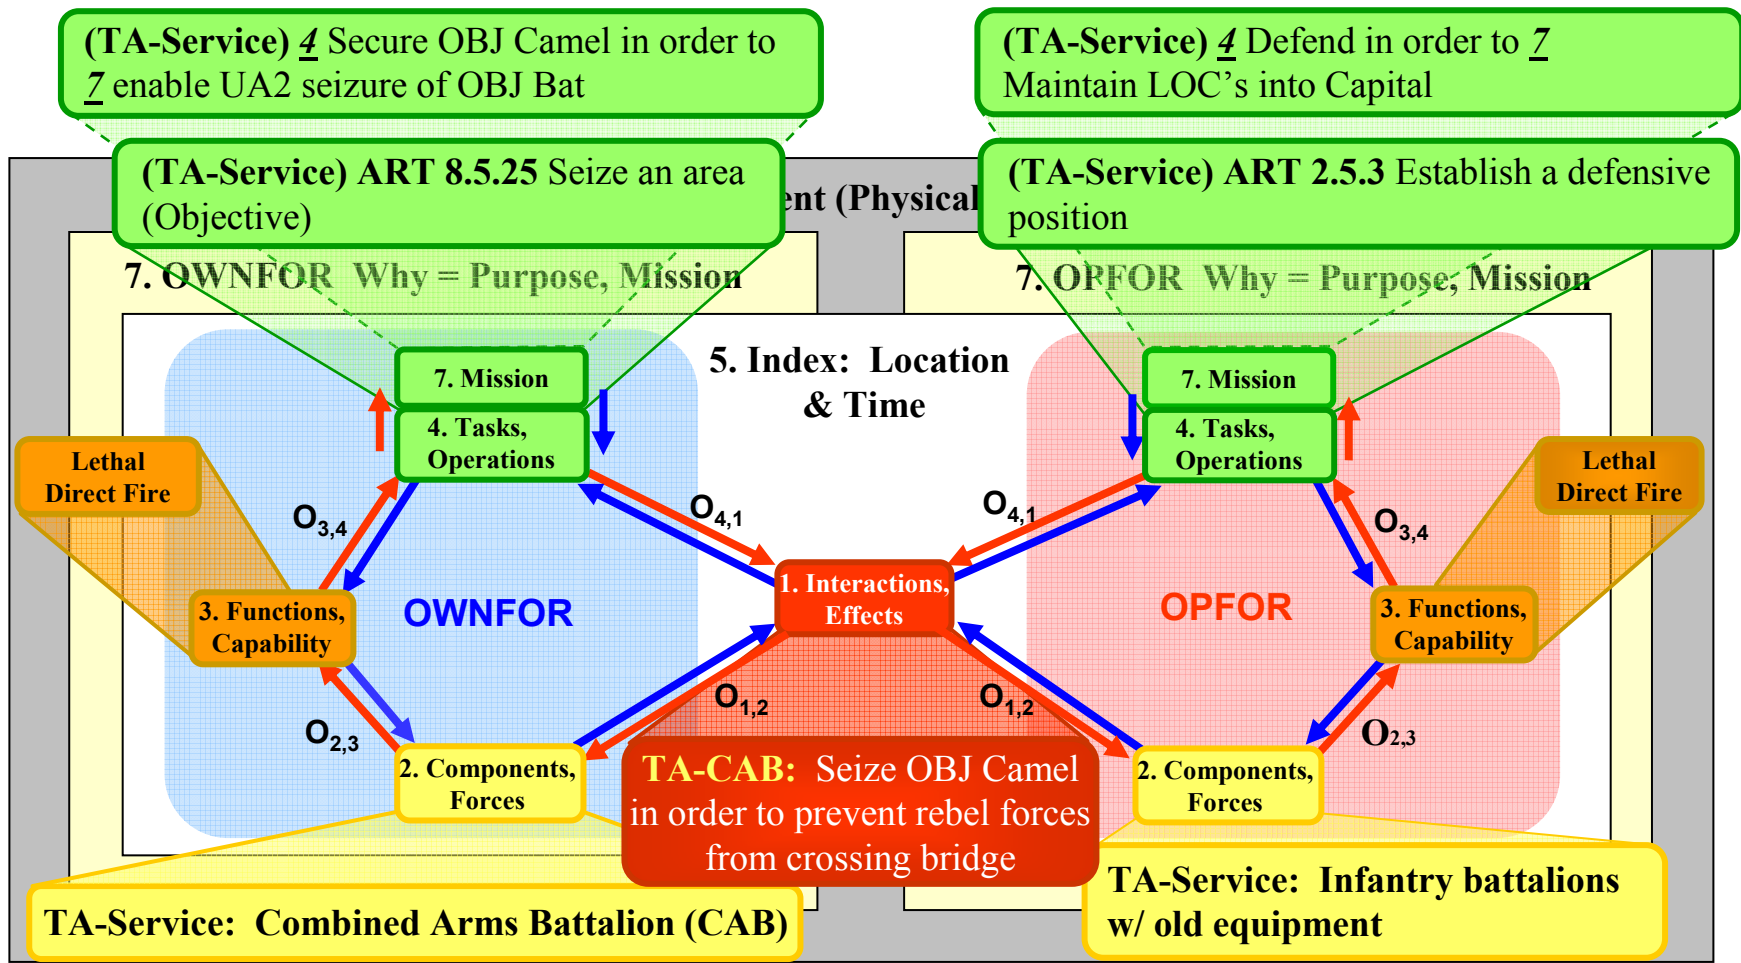 (TA-Service) 4 Secure OBJ Camel in order to
7 enable UA2 seizure of OBJ Bat
(TA-Service) 4 Defend in order to 7
Maintain LOC's into Capital
(TA-Service) ART 8.5.25 Seize an area
(Objective)
(TA-Service) ART 2.5.3 Establish a defensive
position
(Physical
7. OWNFOR Why = Purpose, Mission
7. OPFOR Why = Purpose, Mission
5. Index: Location
& Time
7. Mission
4. Tasks,
Operations
7. Mission
4. Tasks,
Operations
Lethal
Direct Fire
Lethal
Direct Fire
O3,4
O4,1
O4,1
O3,4
1. Interactions,
Effects
3. Functions,
Capability
OWNFOR
OPFOR
3. Functions,
Capability
O2,3
O1,2
O1,2
O2,3
2. Components,
Forces
2. Components,
Forces
TA-CAB: Seize OBJ Camel
in order to prevent rebel forces
from crossing bridge
TA-Service: Combined Arms Battalion (CAB)
TA-Service: Infantry battalions
w/ old equipment